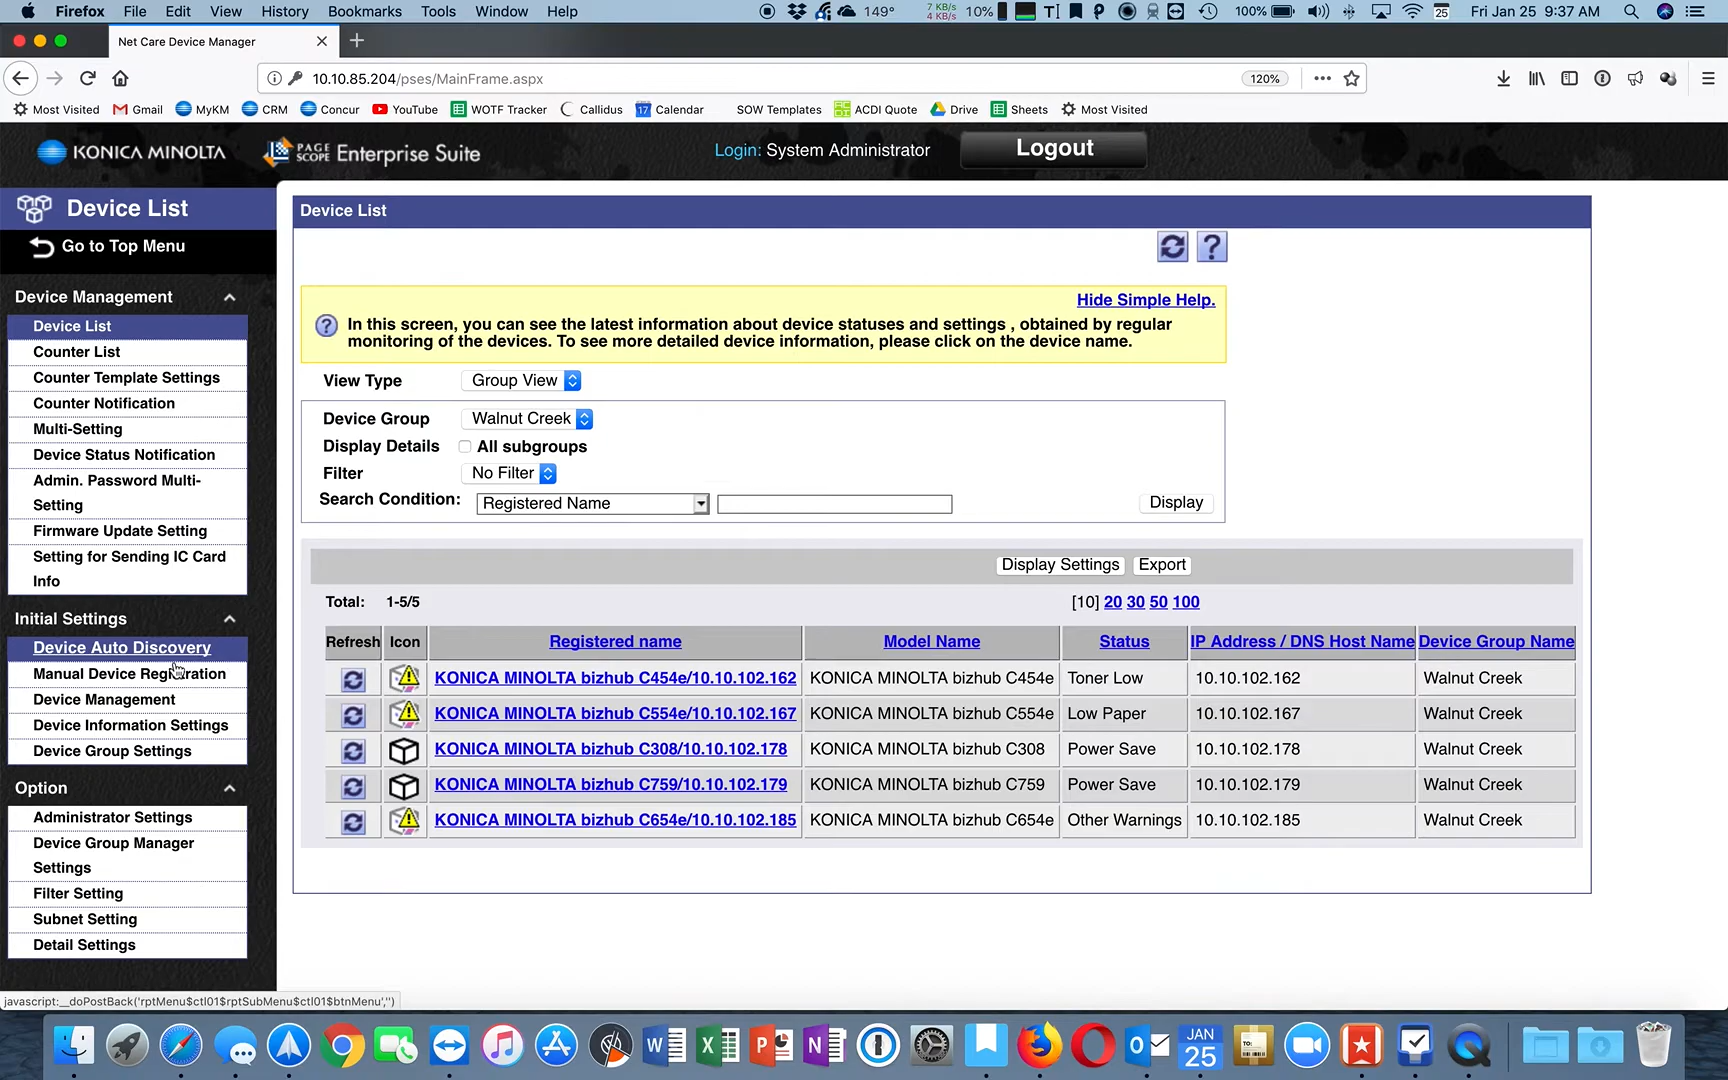 Firefox File Edit View History Bookmarks Tools Window Help 149° 7 KB/s 4 KB/s 10% 100% 25 Fri Jan 25 9:37 AM
Net Care Device Manager
10.10.85.204/pses/MainFrame.aspx 120%
Most Visited Gmail MyKM CRM Concur YouTube WOTF Tracker Callidus 17 Calendar SOW Templates ACDI Quote Drive Sheets Most Visited
KONICA MINOLTA PAGE SCOPE Enterprise Suite Login: System Administrator Logout
Device List
Go to Top Menu
Device Management
Device List
Counter List
Counter Template Settings
Counter Notification
Multi-Setting
Device Status Notification
Admin. Password Multi-
Setting
Firmware Update Setting
Setting for Sending IC Card
Info
Initial Settings
Device Auto Discovery
Manual Device Registration
Device Management
Device Information Settings
Device Group Settings
Option
Administrator Settings
Device Group Manager
Settings
Filter Setting
Subnet Setting
Detail Settings
Device List
Hide Simple Help.
In this screen, you can see the latest information about device statuses and settings , obtained by regular
monitoring of the devices. To see more detailed device information, please click on the device name.
View Type Group View
Device Group Walnut Creek
Display Details All subgroups
Filter No Filter
Search Condition: Registered Name Display
Display Settings Export
Total: 1-5/5 [10] 20 30 50 100
Refresh Icon Registered name Model Name Status IP Address / DNS Host Name Device Group Name
KONICA MINOLTA bizhub C454e/10.10.102.162 KONICA MINOLTA bizhub C454e Toner Low 10.10.102.162 Walnut Creek
KONICA MINOLTA bizhub C554e/10.10.102.167 KONICA MINOLTA bizhub C554e Low Paper 10.10.102.167 Walnut Creek
KONICA MINOLTA bizhub C308/10.10.102.178 KONICA MINOLTA bizhub C308 Power Save 10.10.102.178 Walnut Creek
KONICA MINOLTA bizhub C759/10.10.102.179 KONICA MINOLTA bizhub C759 Power Save 10.10.102.179 Walnut Creek
KONICA MINOLTA bizhub C654e/10.10.102.185 KONICA MINOLTA bizhub C654e Other Warnings 10.10.102.185 Walnut Creek
javascript:__doPostBack('rptMenu$ctl01$rptSubMenu$ctl01$btnMenu','')
JAN
25